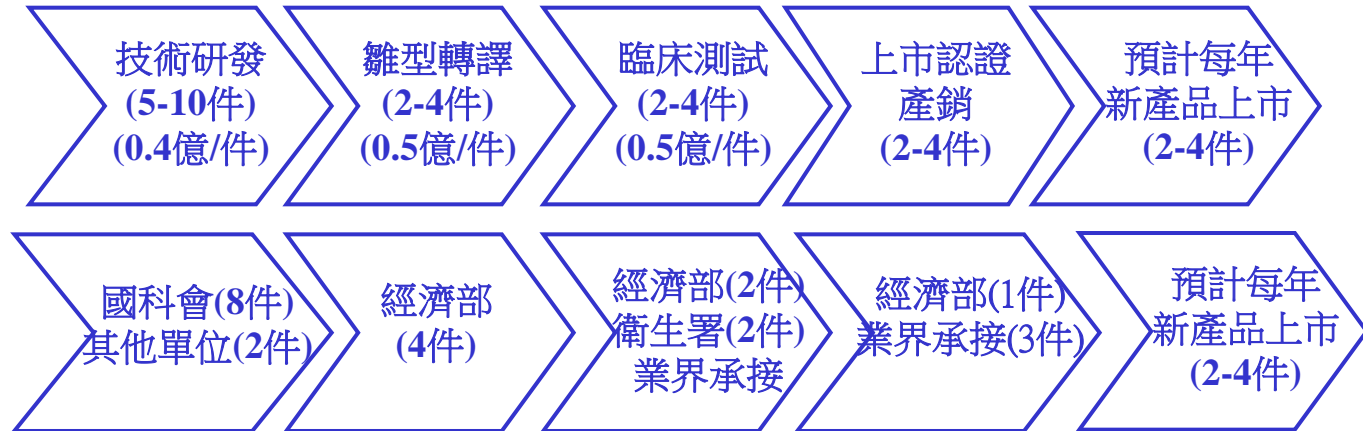 技術研發
(5-10件)
(0.4億/件)
雛型轉譯
(2-4件)
(0.5億/件)
臨床測試
(2-4件)
(0.5億/件)
上市認證
產銷
(2-4件)
預計每年
新產品上市
(2-4件)
國科會(8件)
其他單位(2件)
經濟部
(4件)
經濟部(2件)
衛生署(2件)
業界承接
經濟部(1件)
業界承接(3件)
預計每年
新產品上市
(2-4件)